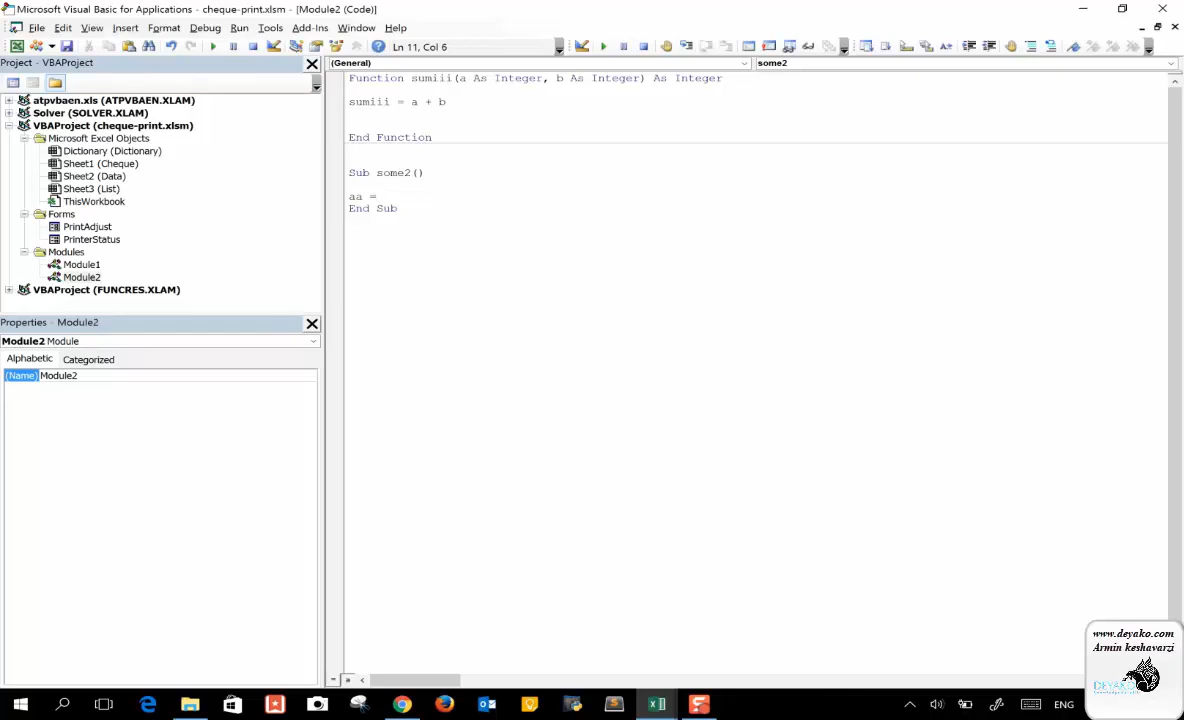 Microsoft Visual Basic for Applications - cheque-print.xlsm - [Module2 (Code)]
File Edit View Insert Format Debug Run Tools Add-Ins Window Help
Ln 11, Col 6
Project - VBAProject
(General)
some2
atpvbaen.xls (ATPVBAEN.XLAM)
Solver (SOLVER.XLAM)
VBAProject (cheque-print.xlsm)
Microsoft Excel Objects
Dictionary (Dictionary)
Sheet1 (Cheque)
Sheet2 (Data)
Sheet3 (List)
ThisWorkbook
Forms
PrintAdjust
PrinterStatus
Modules
Module1
Module2
VBAProject (FUNCRES.XLAM)
Properties - Module2
Module2 Module
Alphabetic Categorized
(Name) Module2
Function sumiii(a As Integer, b As Integer) As Integer
sumiii = a + b
End Function
Sub some2()
aa =
End Sub
www.deyako.com
Armin keshavarzi
DEYAKO
ENG